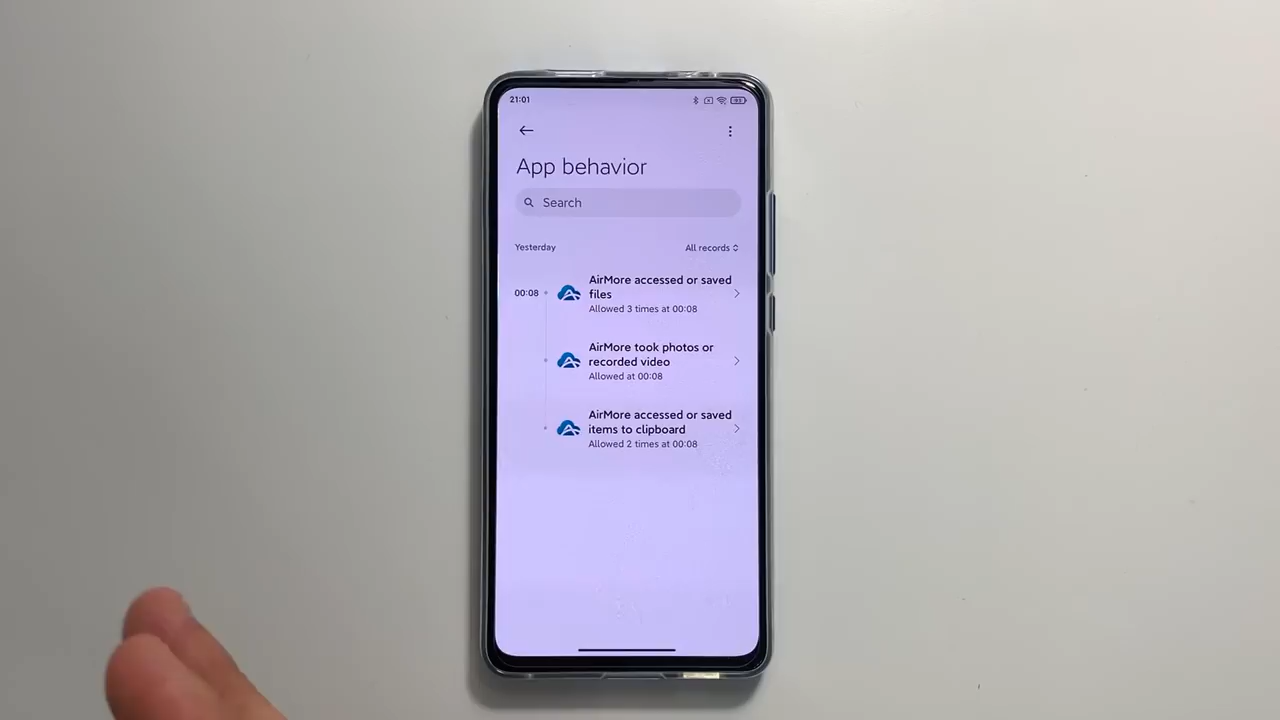 21:01
App behavior
Search
Yesterday
All records
00:08
AirMore accessed or saved
files
Allowed 3 times at 00:08
AirMore took photos or
recorded video
Allowed at 00:08
AirMore accessed or saved
items to clipboard
Allowed 2 times at 00:08